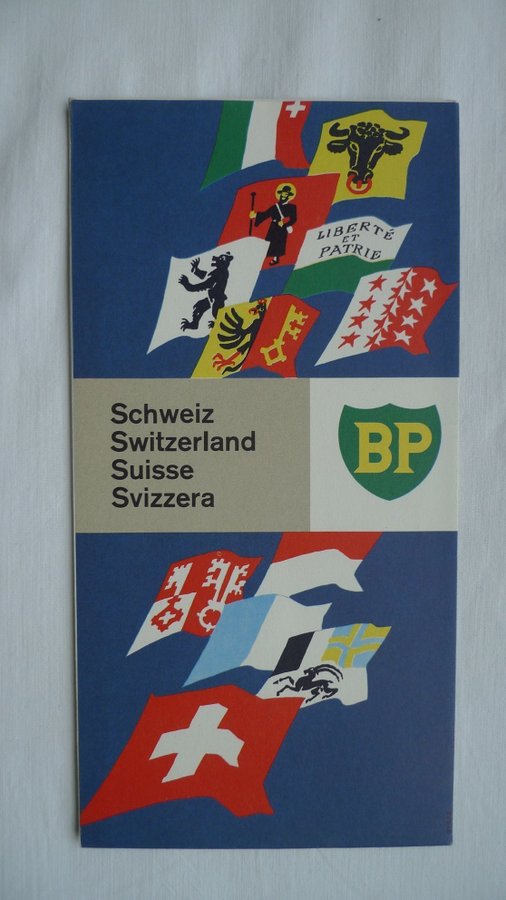 LIBERTÉ
ET
PATRIE
Schweiz
Switzerland
Suisse
Svizzera
BP